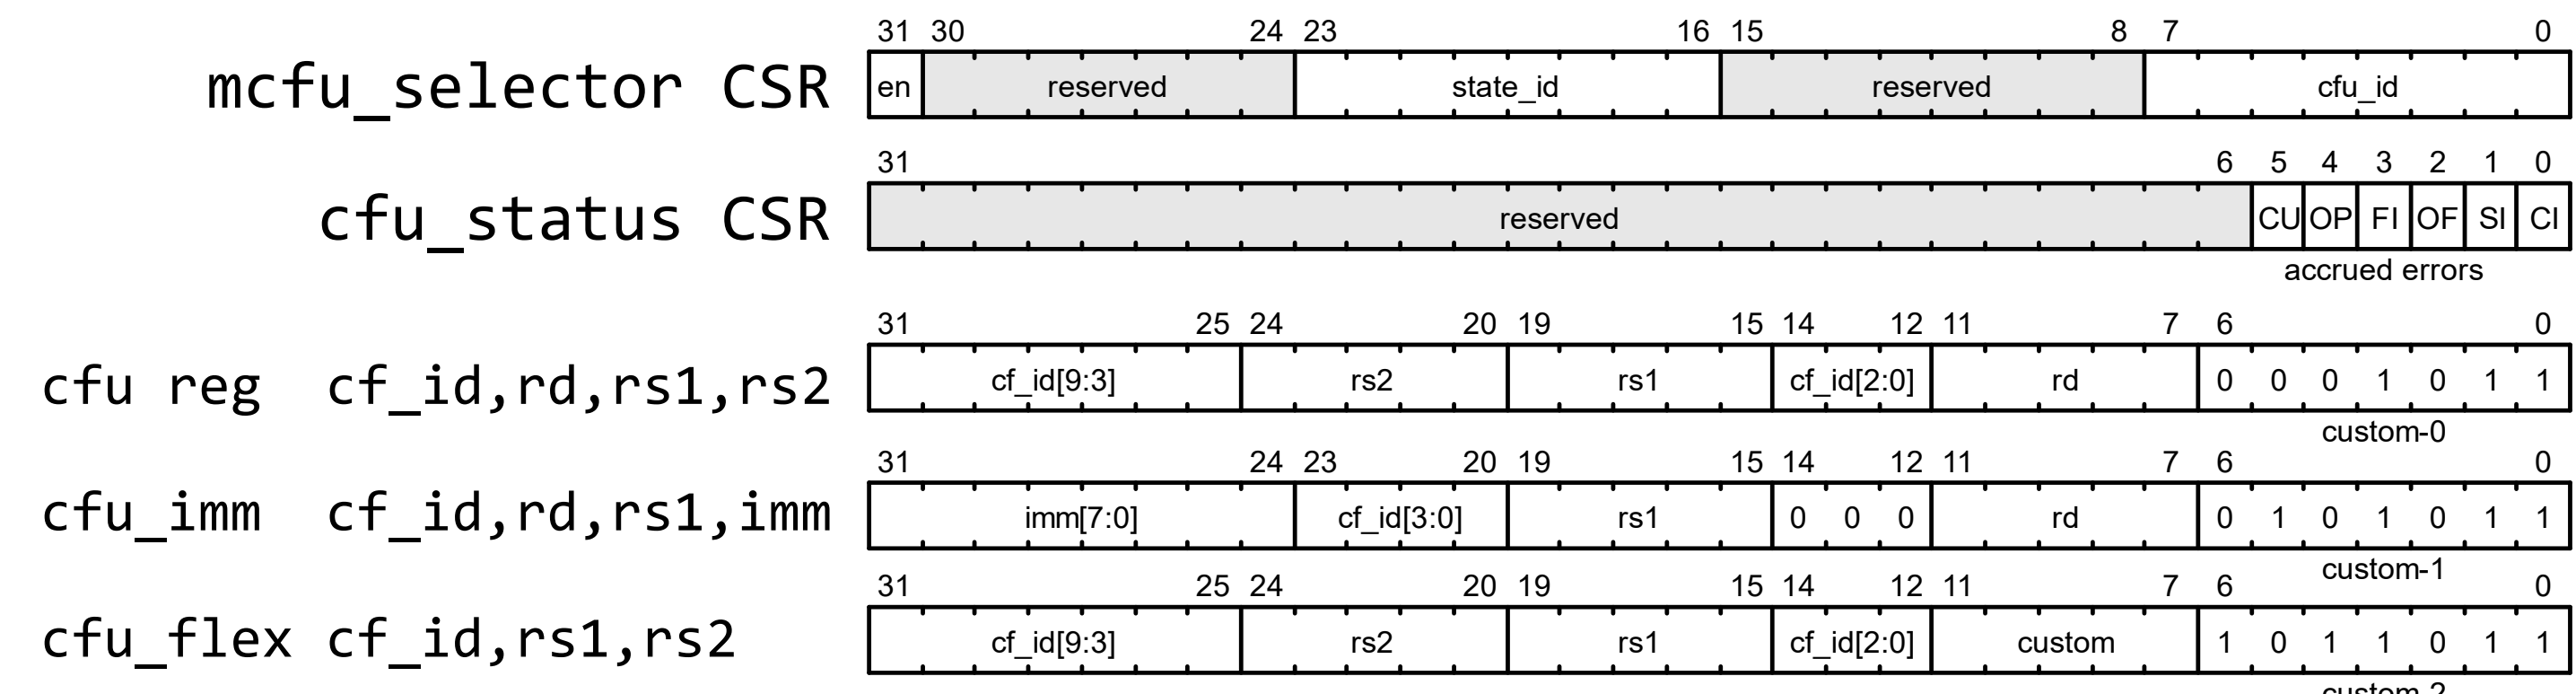 31 30 24 23 16 15 8 7 0
mcfu_selector CSR en reserved state_id reserved cfu_id
31 6 5 4 3 2 1 0
cfu_status CSR reserved CU OP FI OF SI CI
accrued errors
31 25 24 20 19 15 14 12 11 7 6 0
cfu reg cf_id,rd,rs1,rs2 cf_id[9:3] rs2 rs1 cf_id[2:0] rd 0 0 0 1 0 1 1
custom-0
31 24 23 20 19 15 14 12 11 7 6 0
cfu_imm cf_id,rd,rs1,imm imm[7:0] cf_id[3:0] rs1 0 0 0 rd 0 1 0 1 0 1 1
custom-1
31 25 24 20 19 15 14 12 11 7 6 0
cfu_flex cf_id,rs1,rs2 cf_id[9:3] rs2 rs1 cf_id[2:0] custom 1 0 1 1 0 1 1
custom-2